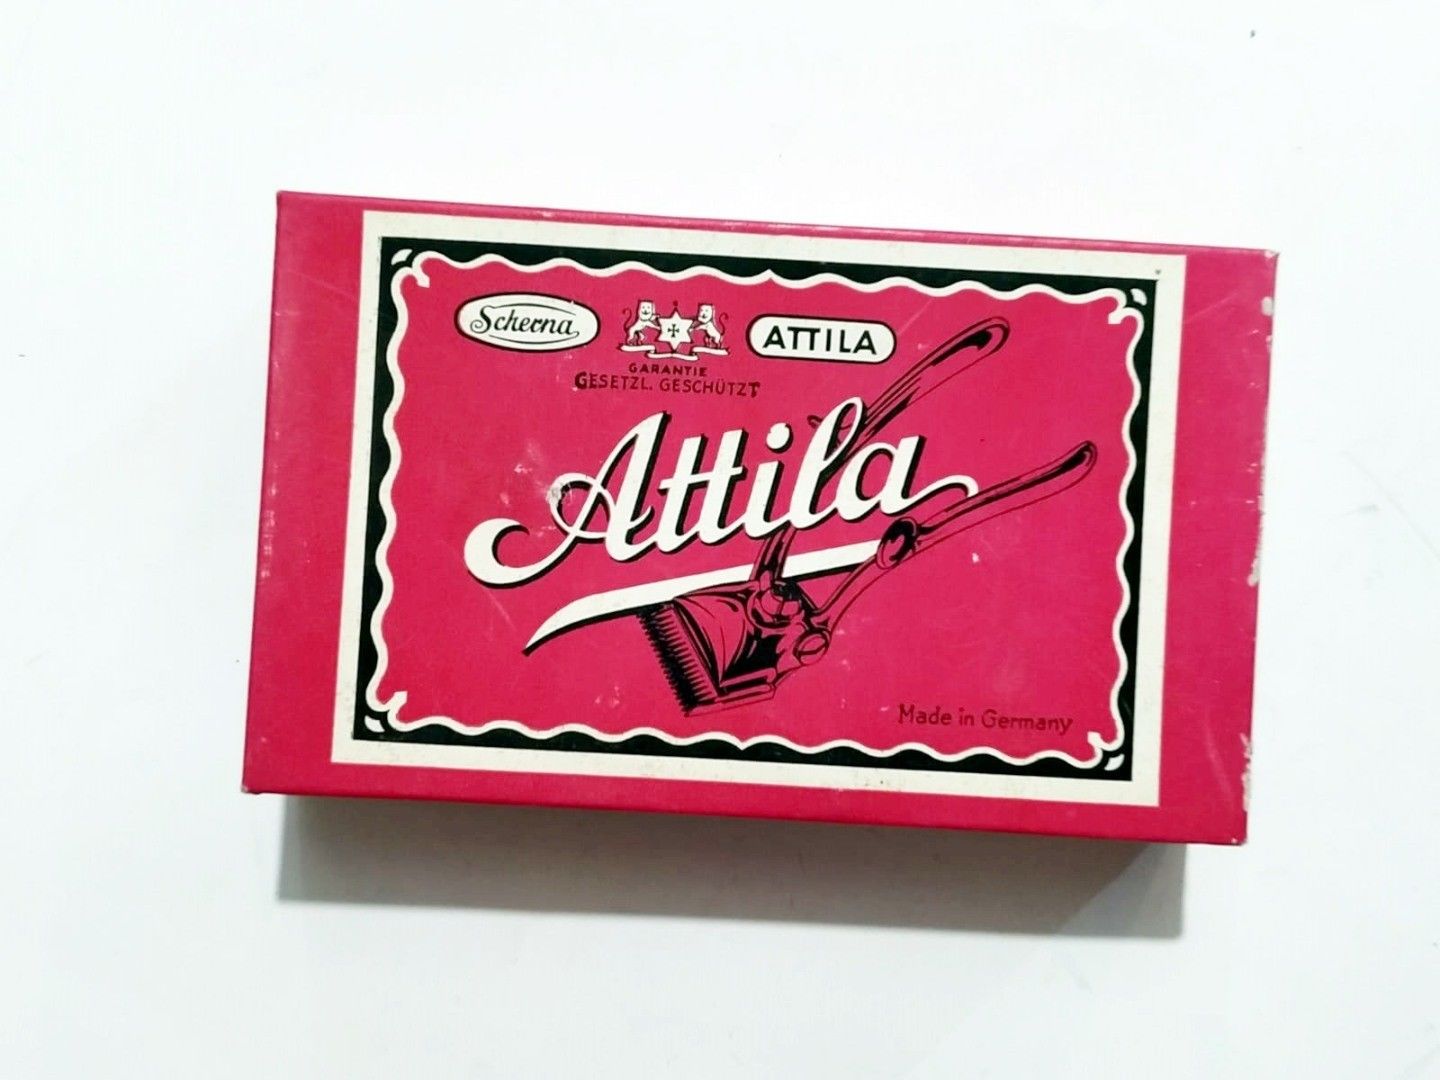 Scherna
ATTILA
GARANTIE
GESETZL. GESCHÜTZT
Attila
Made in Germany